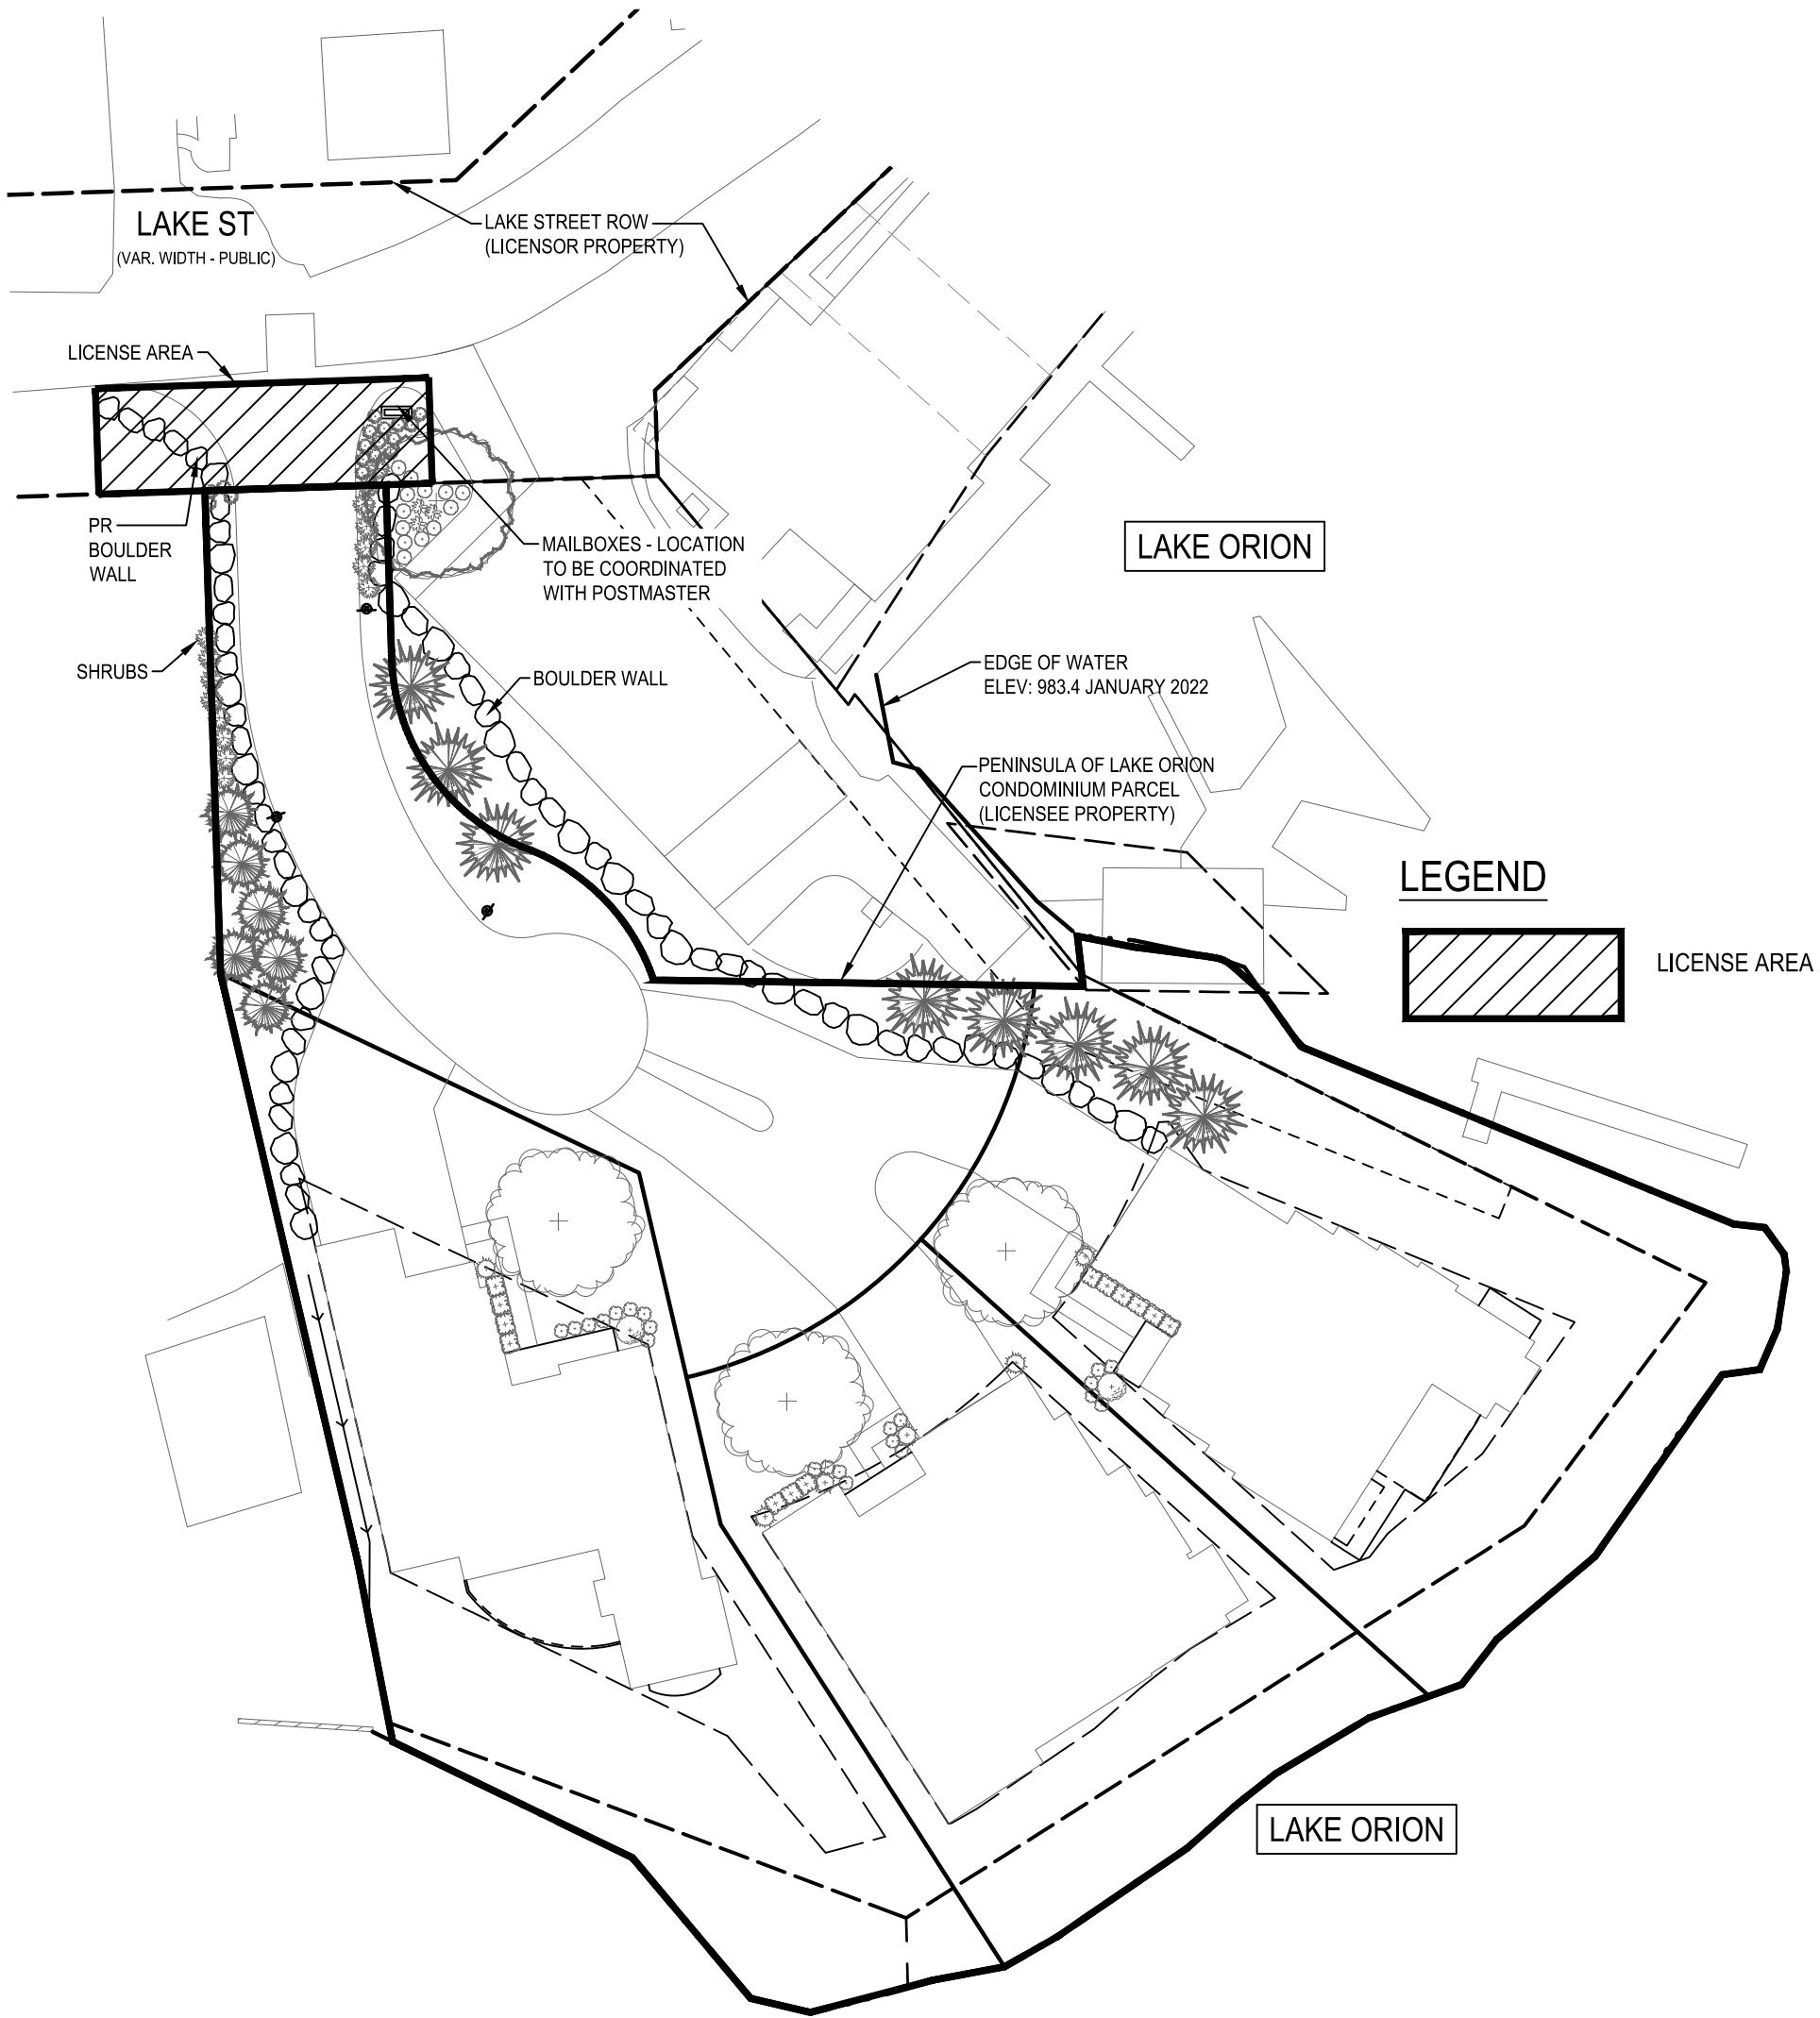 LAKE ST
(VAR. WIDTH - PUBLIC)
LAKE STREET ROW
(LICENSOR PROPERTY)
LICENSE AREA
PR
BOULDER
WALL
MAILBOXES - LOCATION
TO BE COORDINATED
WITH POSTMASTER
LAKE ORION
SHRUBS
BOULDER WALL
EDGE OF WATER
ELEV: 983.4 JANUARY 2022
PENINSULA OF LAKE ORION
CONDOMINIUM PARCEL
(LICENSEE PROPERTY)
LEGEND
LICENSE AREA
LAKE ORION